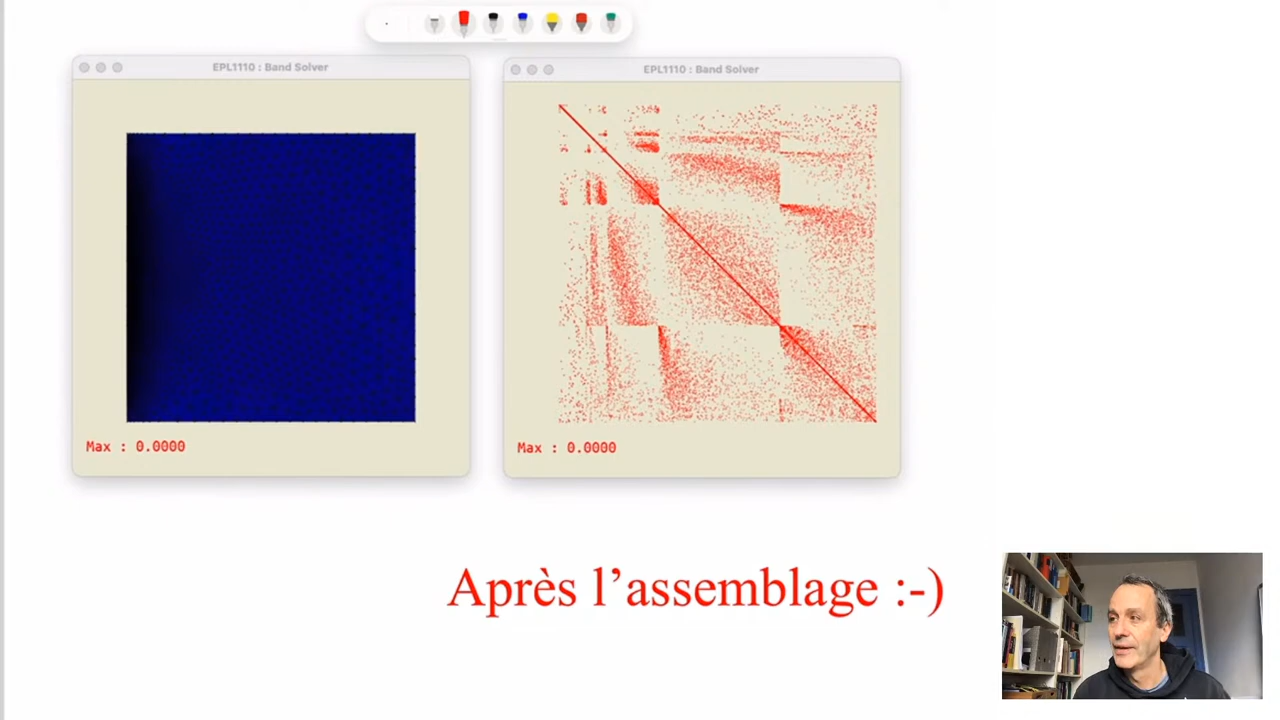 EPL1110 : Band Solver
EPL1110 : Band Solver
Max : 0.0000
Max : 0.0000
Après l’assemblage :-)